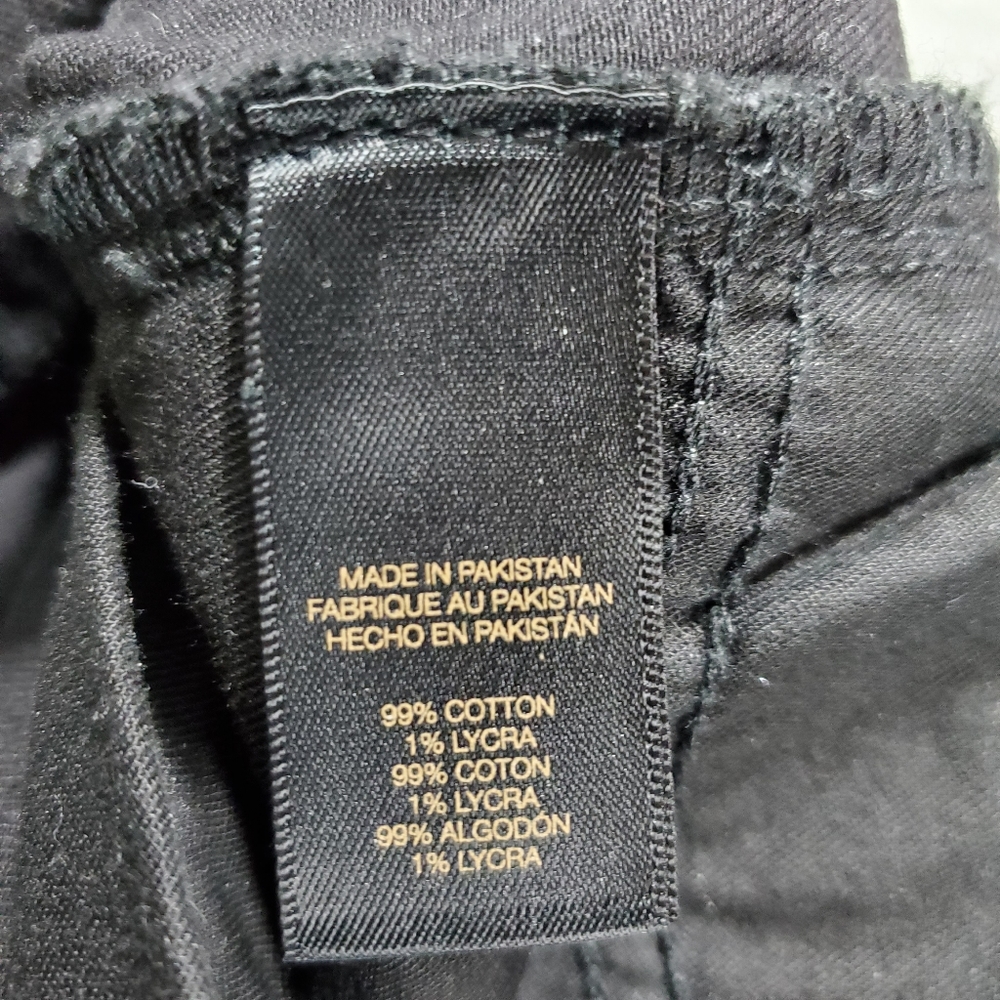 MADE IN PAKISTAN
FABRIQUE AU PAKISTAN
HECHO EN PAKISTÁN
99% COTTON
1% LYCRA
99% COTON
1% LYCRA
99% ALGODÓN
1% LYCRA